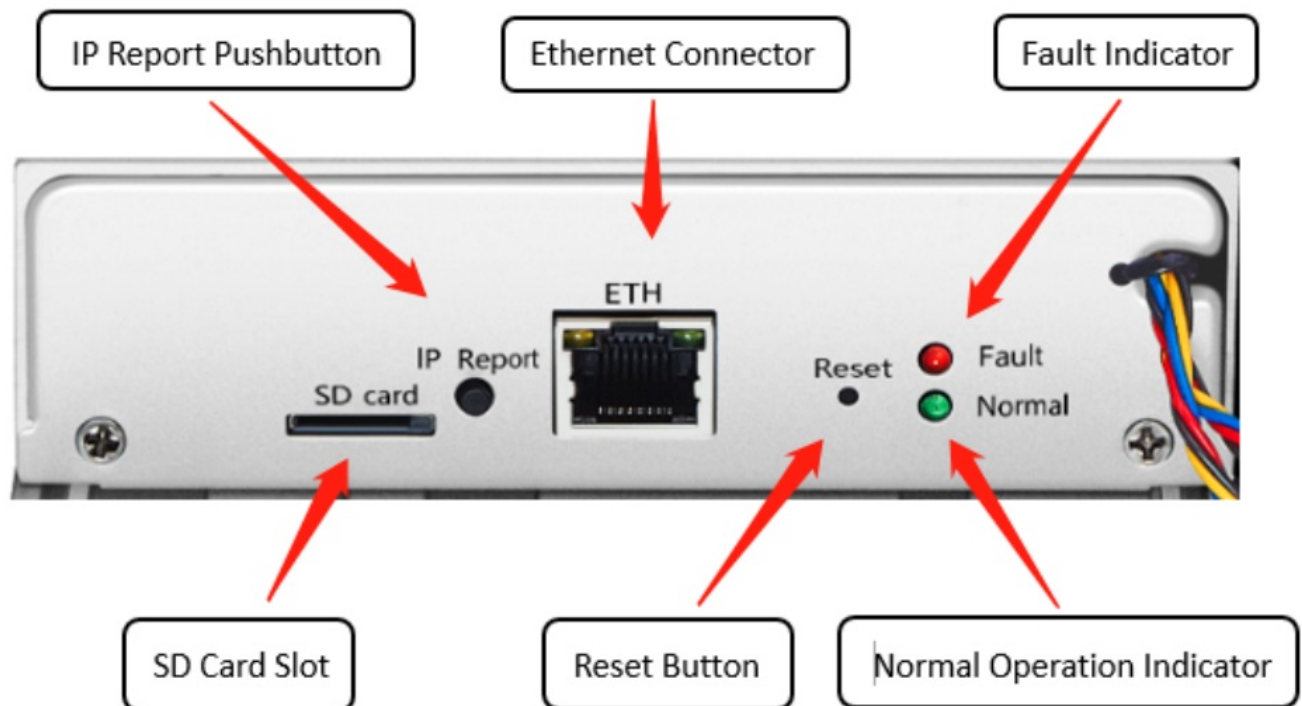 IP Report Pushbutton
Ethernet Connector
Fault Indicator
ETH
IP Report
SD card
Reset
Fault
Normal
SD Card Slot
Reset Button
Normal Operation Indicator